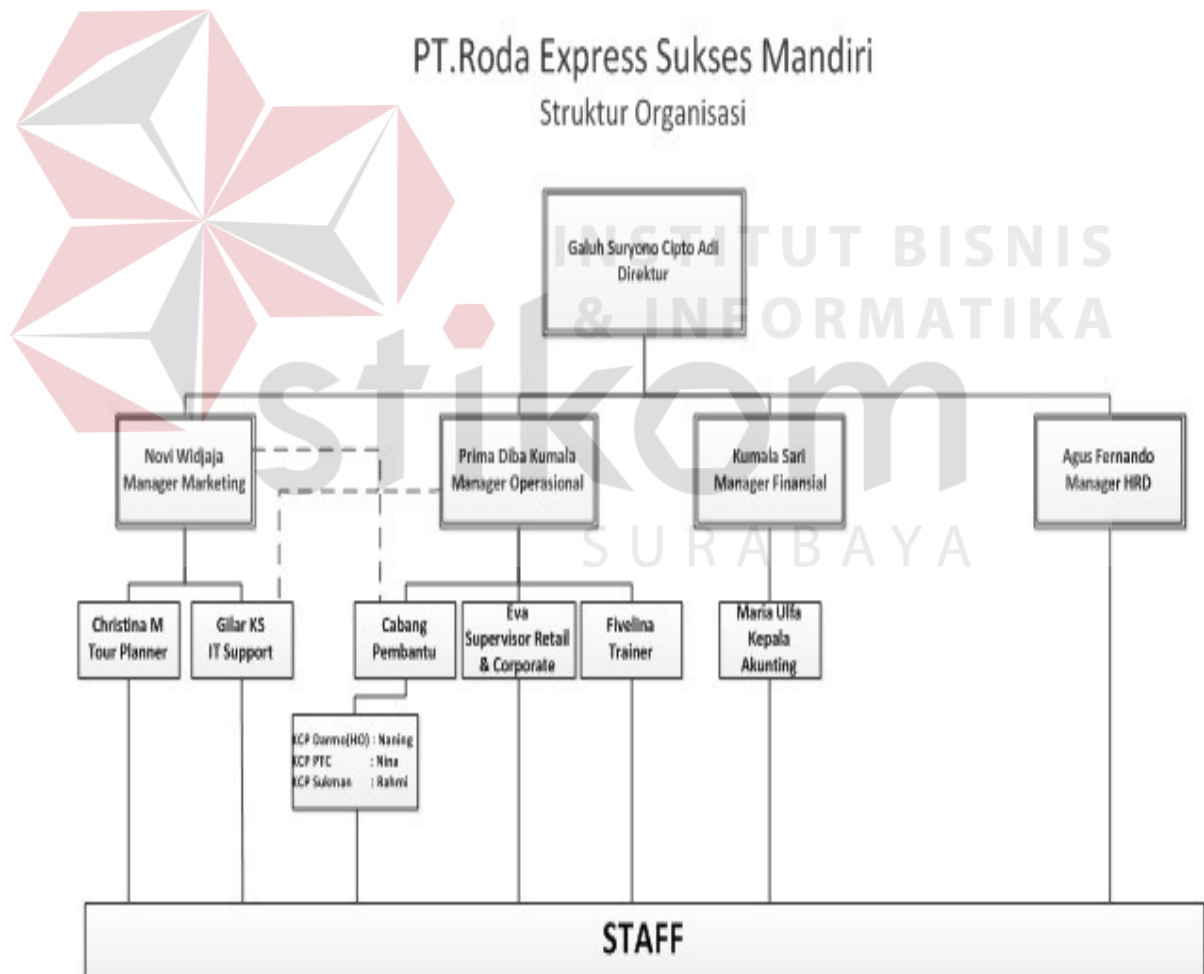 PT.Roda Express Sukses Mandiri
Struktur Organisasi
Galuh Suryono Cipto Adi
Direktur
INSTITUT BISNIS
& INFORMATIKA
stikom
SURABAYA
Novi Widjaja
Manager Marketing
Prima Diba Kumala
Manager Operasional
Kumala Sari
Manager Finansial
Agus Fernando
Manager HRD
Christina M
Tour Planner
Gilar KS
IT Support
Cabang
Pembantu
Eva
Supervisor Retail
& Corporate
Fivelina
Trainer
Maria Ulfa
Kepala
Akunting
KCP Darmo(HO) : Naning
KCP PTC : Nina
KCP Sukman : Rahmi
STAFF